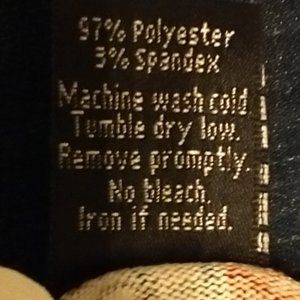 97% Polyester
3% Spandex
Machine wash cold.
Tumble dry low.
Remove promptly.
No bleach.
Iron if needed.